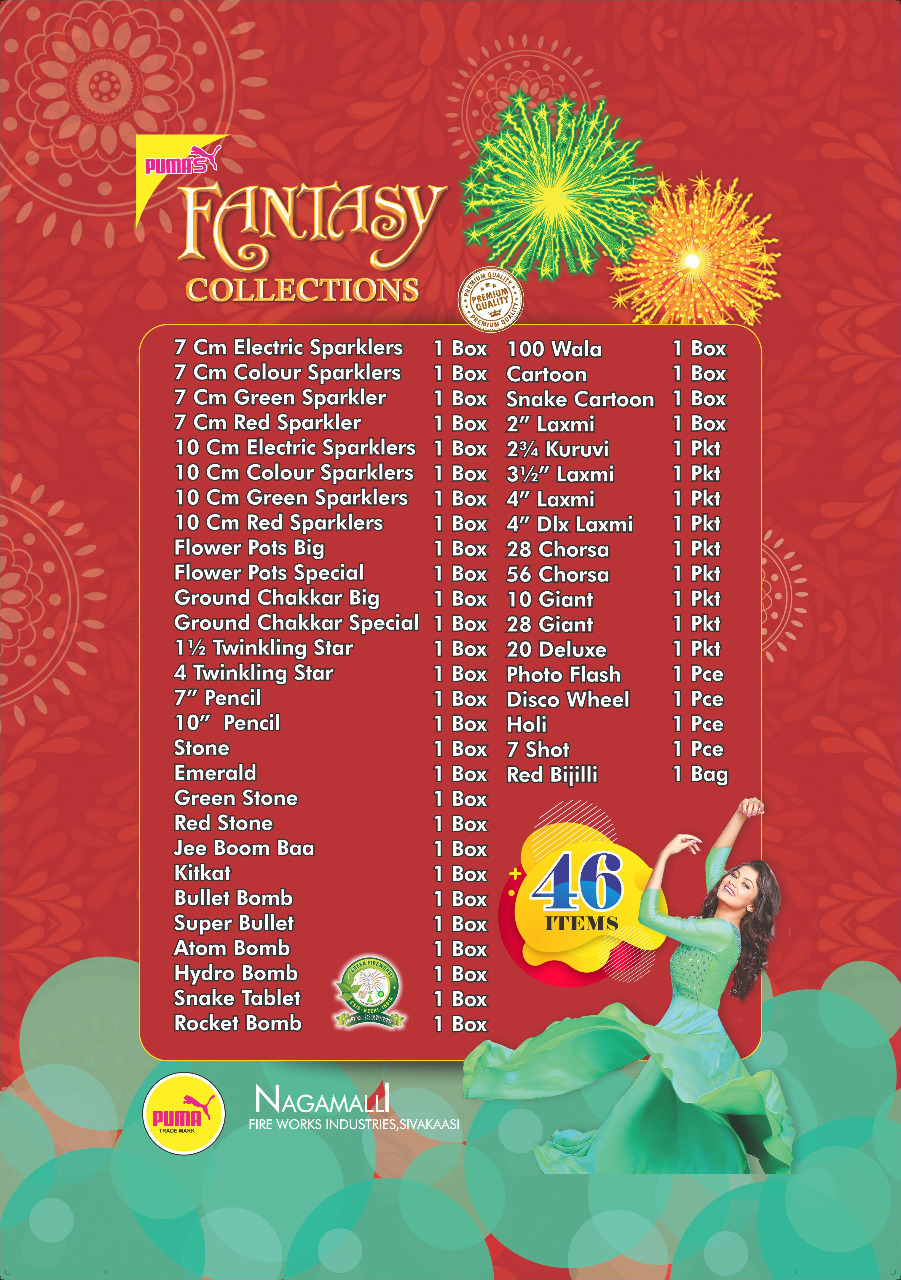 PUMA'S
FANTASY
COLLECTIONS
PREMIUM QUALITY
PREMIUM
QUALITY
PREMIUM QUALITY
7 Cm Electric Sparklers 1 Box
7 Cm Colour Sparklers 1 Box
7 Cm Green Sparkler 1 Box
7 Cm Red Sparkler 1 Box
10 Cm Electric Sparklers 1 Box
10 Cm Colour Sparklers 1 Box
10 Cm Green Sparklers 1 Box
10 Cm Red Sparklers 1 Box
Flower Pots Big 1 Box
Flower Pots Special 1 Box
Ground Chakkar Big 1 Box
Ground Chakkar Special 1 Box
1½ Twinkling Star 1 Box
4 Twinkling Star 1 Box
7” Pencil 1 Box
10” Pencil 1 Box
Stone 1 Box
Emerald 1 Box
Green Stone 1 Box
Red Stone 1 Box
Jee Boom Baa 1 Box
Kitkat 1 Box
Bullet Bomb 1 Box
Super Bullet 1 Box
Atom Bomb 1 Box
Hydro Bomb 1 Box
Snake Tablet 1 Box
Rocket Bomb 1 Box
100 Wala 1 Box
Cartoon 1 Box
Snake Cartoon 1 Box
2” Laxmi 1 Box
2¾ Kuruvi 1 Pkt
3½” Laxmi 1 Pkt
4” Laxmi 1 Pkt
4” Dlx Laxmi 1 Pkt
28 Chorsa 1 Pkt
56 Chorsa 1 Pkt
10 Giant 1 Pkt
28 Giant 1 Pkt
20 Deluxe 1 Pkt
Photo Flash 1 Pce
Disco Wheel 1 Pce
Holi 1 Pce
7 Shot 1 Pce
Red Bijilli 1 Bag
46
ITEMS
GREEN FIREWORKS
CSIR NEERI INDIA
PUMA
TRADE MARK
NAGAMALLI
FIRE WORKS INDUSTRIES,SIVAKAASI